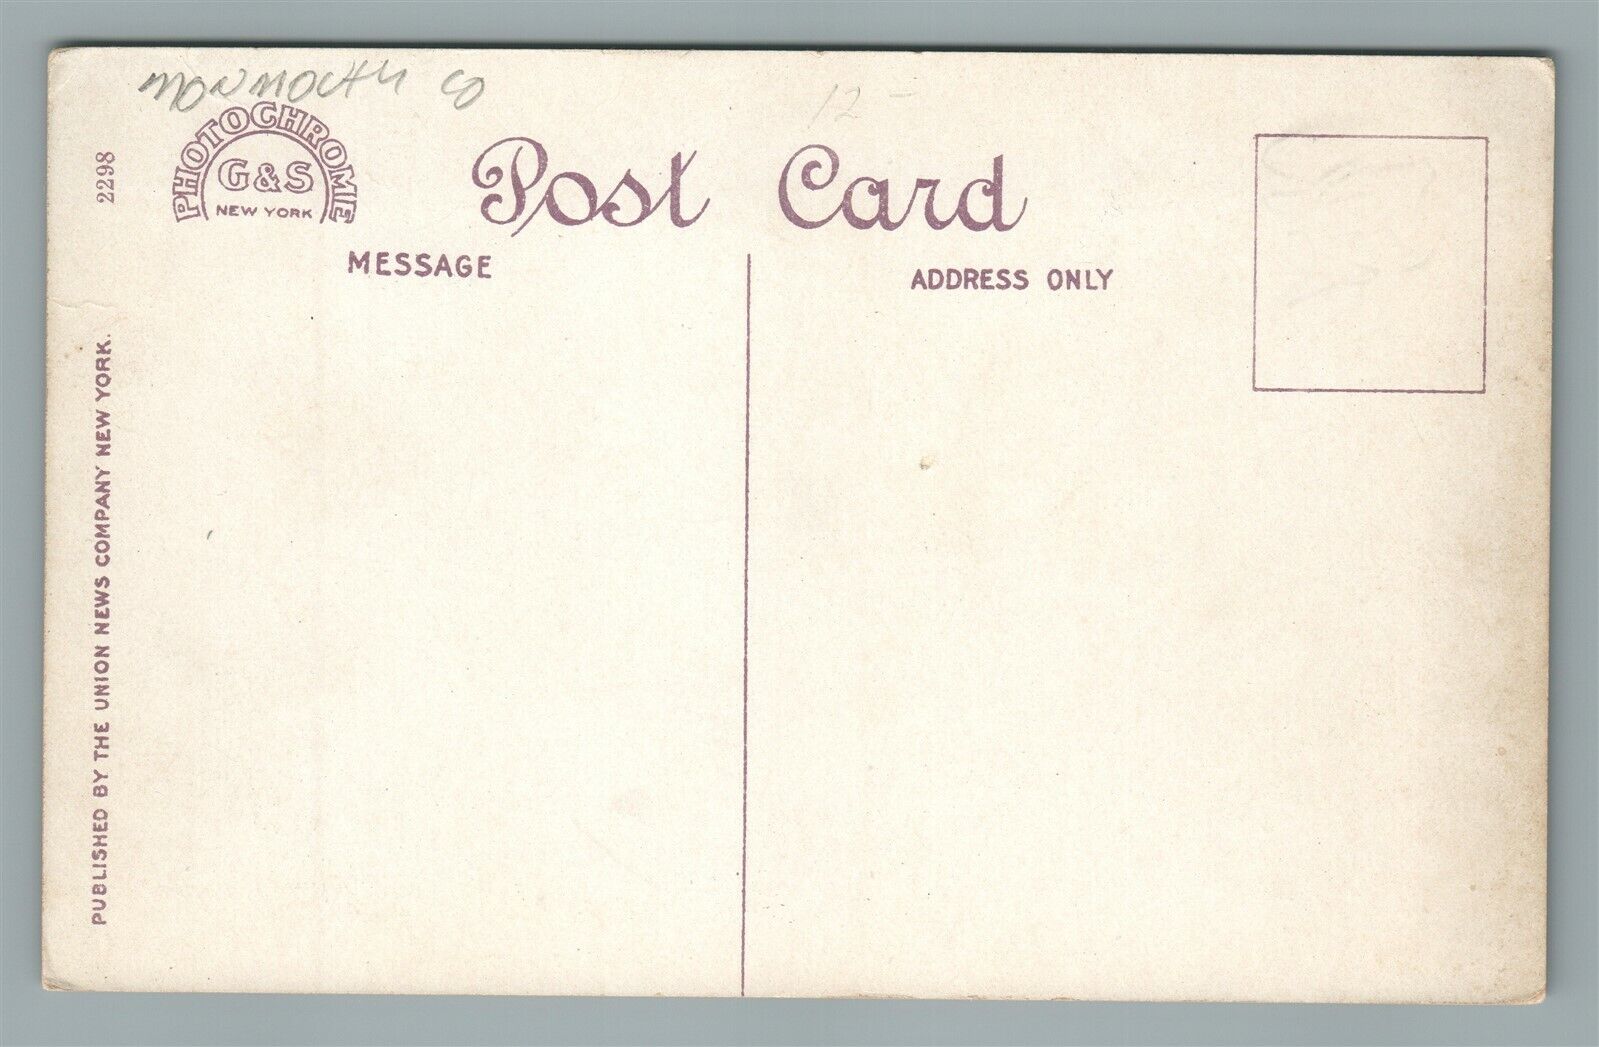 MONMOUTH CO
12-
PHOTOCHROME
G&S
NEW YORK
2298
Post Card
MESSAGE
ADDRESS ONLY
PUBLISHED BY THE UNION NEWS COMPANY NEW YORK.